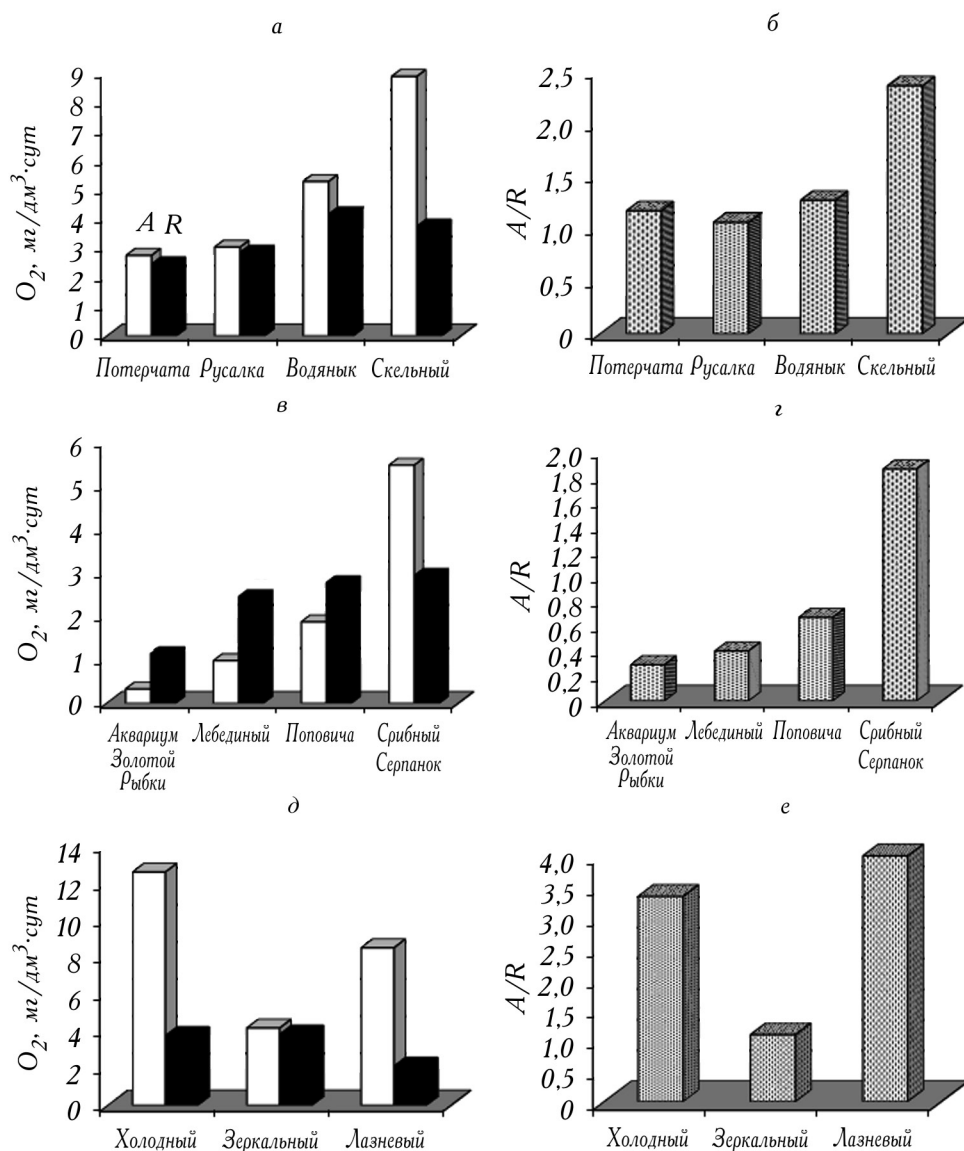 а
O2, мг/дм³·сут
9
8
7
6
5
4
3
2
1
0
A R
Потерчата Русалка Водянык Скельный
б
A/R
2,5
2,0
1,5
1,0
0,5
0
Потерчата Русалка Водянык Скельный
в
O2, мг/дм³·сут
6
5
4
3
2
1
0
Аквариум Лебединый Поповича Срибный
Золотой Серпанок
Рыбки
г
A/R
2,0
1,8
1,6
1,4
1,2
1,0
0,8
0,6
0,4
0,2
0
Аквариум Лебединый Поповича Срибный
Золотой Серпанок
Рыбки
д
O2, мг/дм³·сут
14
12
10
8
6
4
2
0
Холодный Зеркальный Лазневый
е
A/R
4,0
3,5
3,0
2,5
2,0
1,5
1,0
0,5
0
Холодный Зеркальный Лазневый